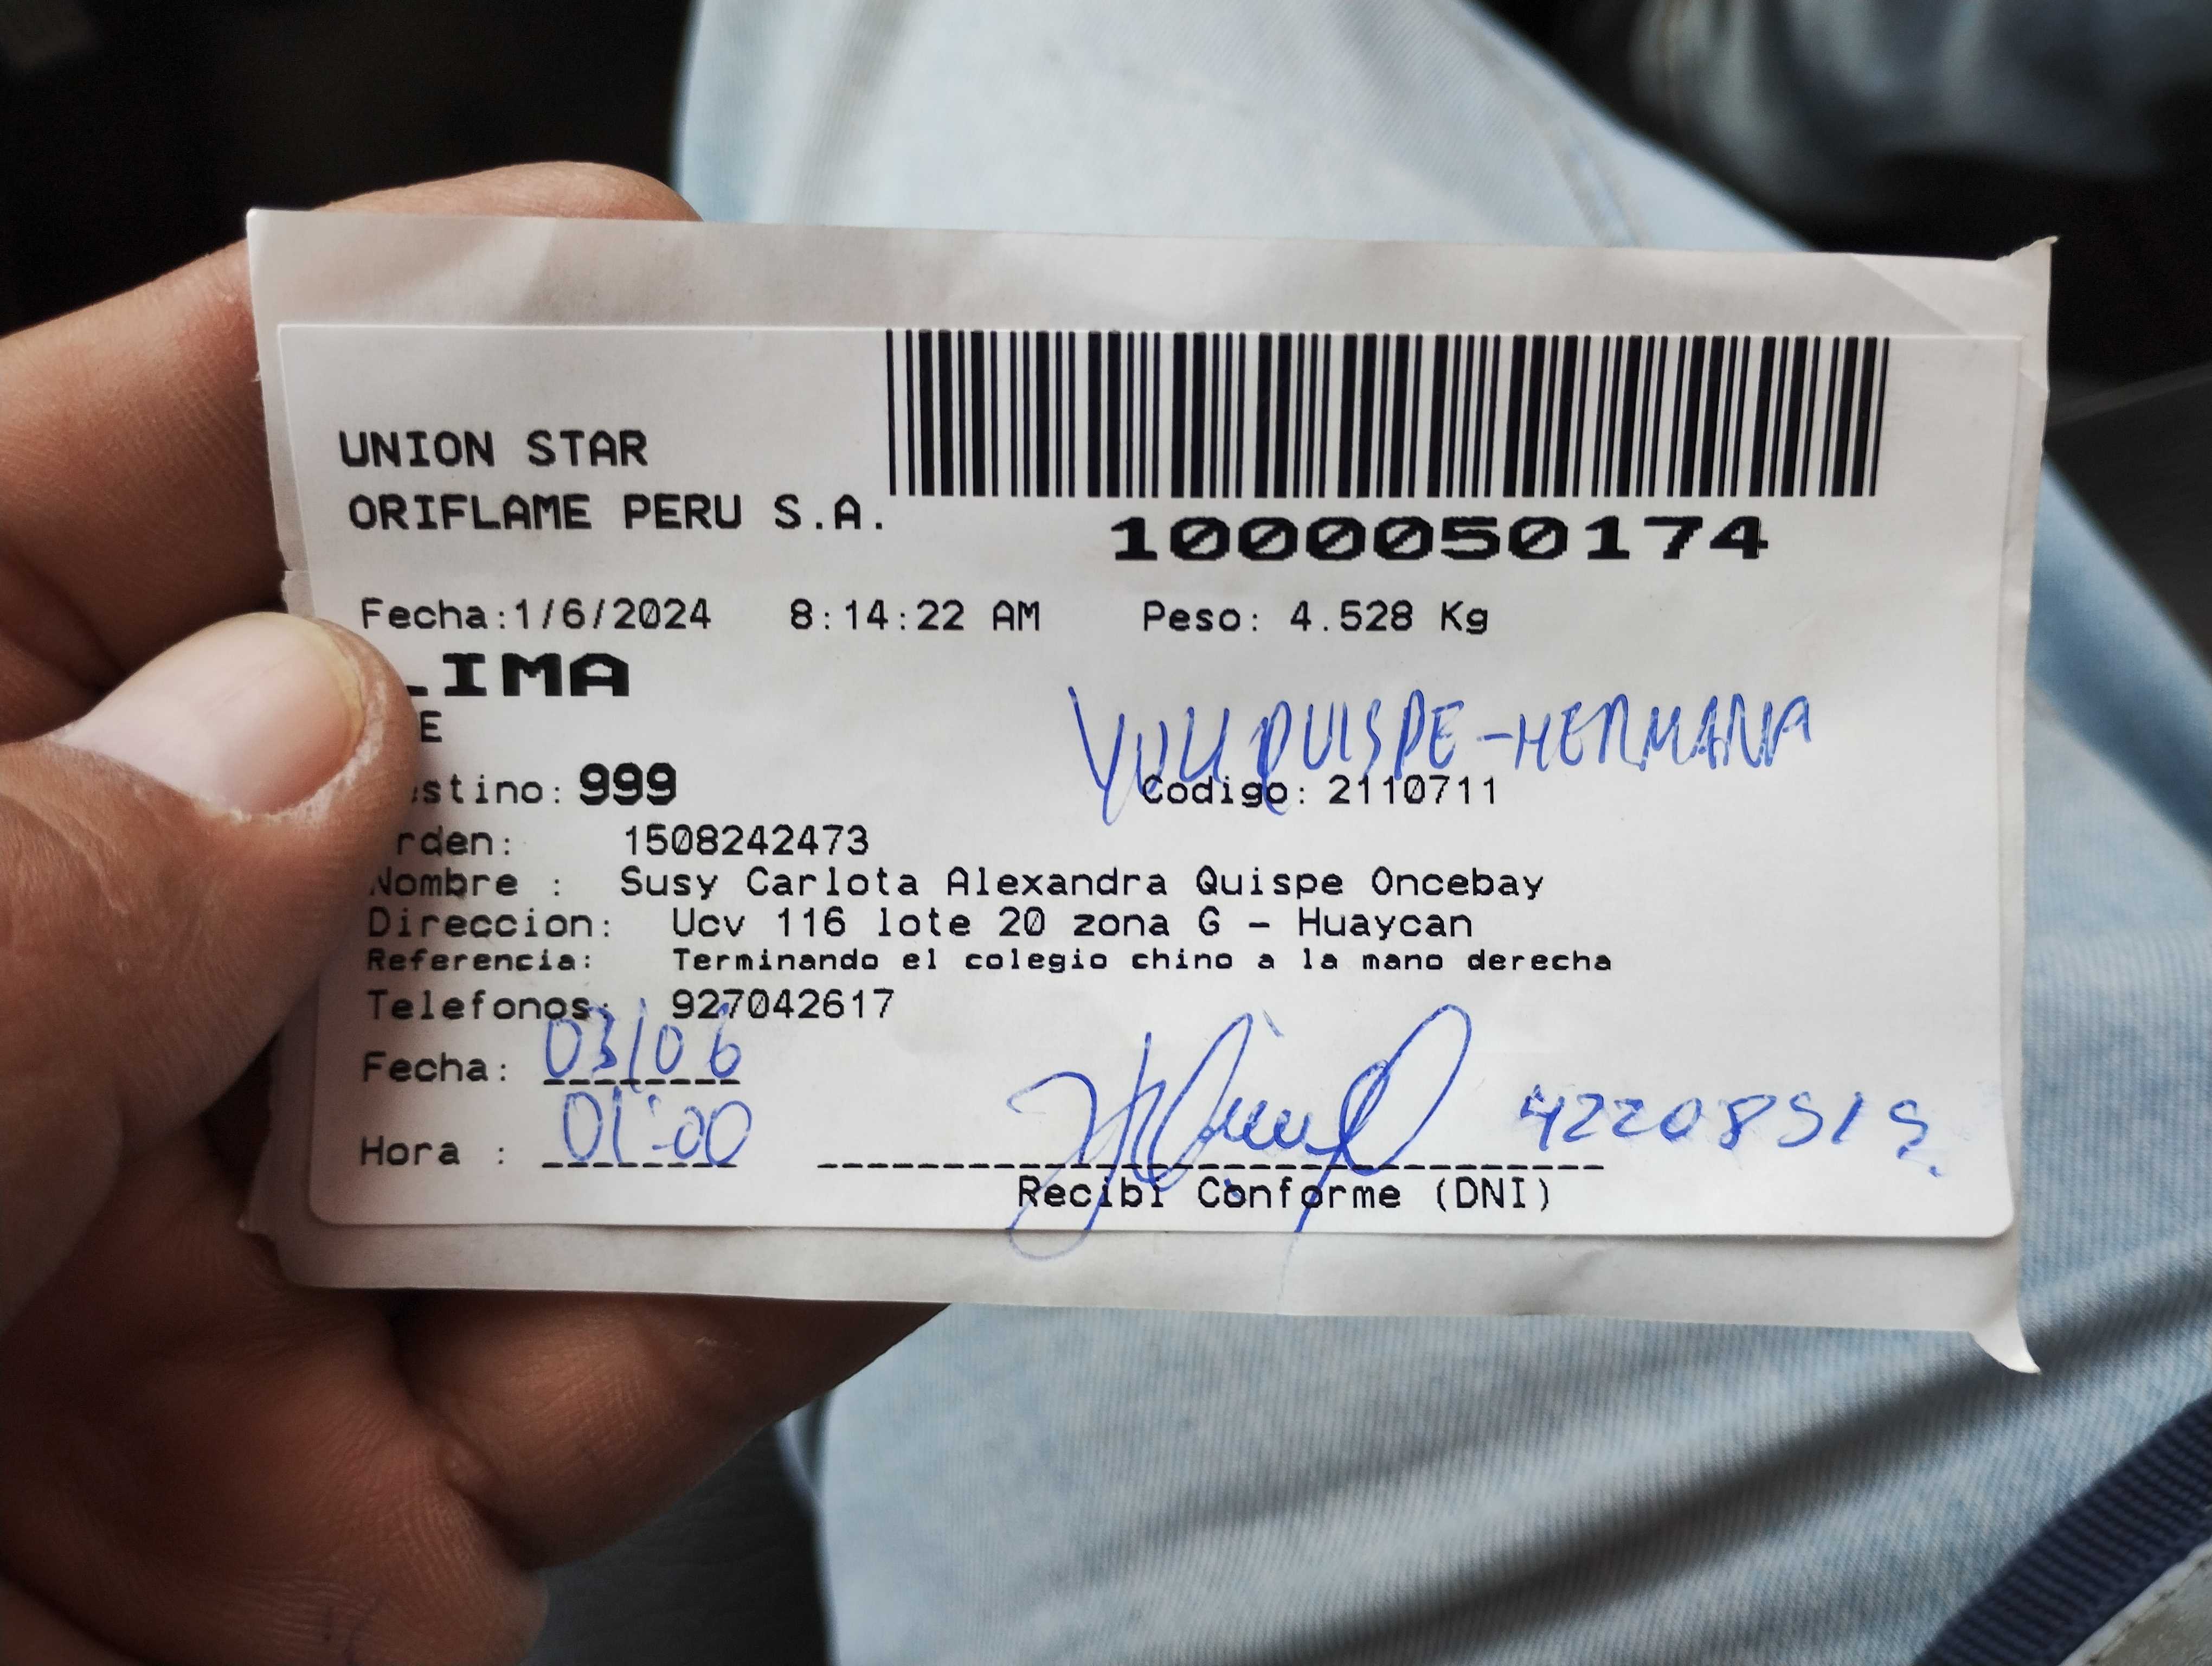 UNION STAR
ORIFLAME PERU S.A.
1000050174
Fecha:1/6/2024 8:14:22 AM Peso: 4.528 Kg
LIMA
E
QUISPE-HERMANA
stino: 999 Codigo: 2110711
rden: 1508242473
Nombre : Susy Carlota Alexandra Quispe Oncebay
Direccion: Ucv 116 lote 20 zona G - Huaycan
Referencia: Terminando el colegio chino a la mano derecha
Telefonos: 927042617
Fecha: 03/06
Hora : 01:00
Recibi Conforme (DNI)